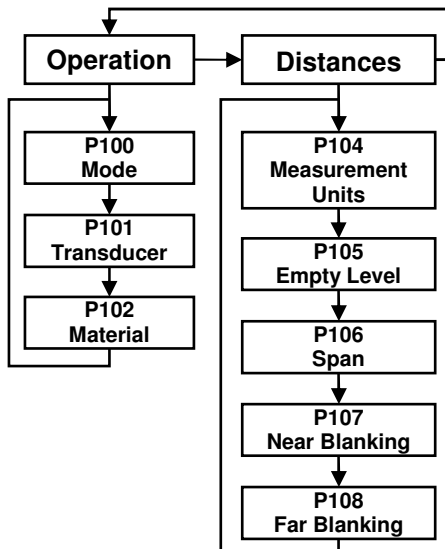 Operation
Distances
P100
Mode
P101
Transducer
P102
Material
P104
Measurement
Units
P105
Empty Level
P106
Span
P107
Near Blanking
P108
Far Blanking